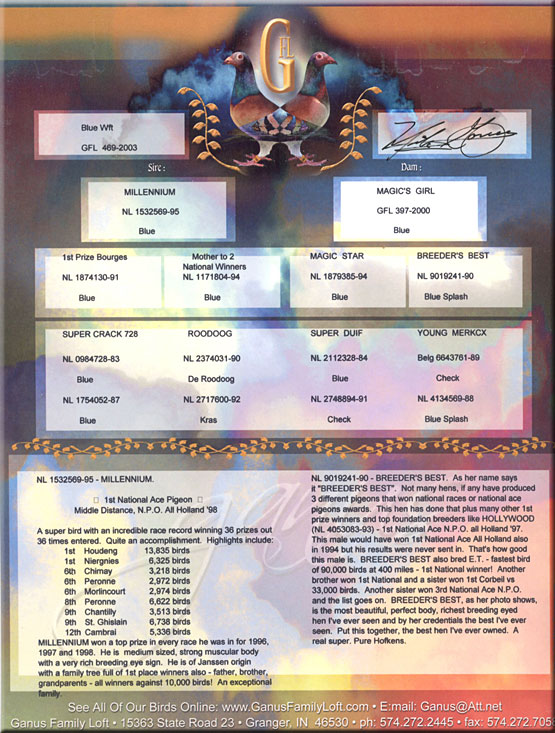 GFL
Blue Wft
GFL 469-2003
Sire:
Dam:
MILLENNIUM
NL 1532569-95
Blue
MAGIC'S GIRL
GFL 397-2000
Blue
1st Prize Bourges
NL 1874130-91
Blue
Mother to 2
National Winners
NL 1171804-94
Blue
MAGIC STAR
NL 1879385-94
Blue
BREEDER'S BEST
NL 9019241-90
Blue Splash
SUPER CRACK 728
NL 0984728-83
Blue
NL 1754052-87
Blue
ROODOOG
NL 2374031-90
De Roodoog
NL 2717600-92
Kras
SUPER DUIF
NL 2112328-84
Blue
NL 2748894-91
Check
YOUNG MERKCX
Belg 6643761-89
Check
NL 4134569-88
Blue Splash
NL 1532569-95 - MILLENNIUM.
1st National Ace Pigeon
Middle Distance, N.P.O. All Holland '98
A super bird with an incredible race record winning 36 prizes out
36 times entered. Quite an accomplishment. Highlights include:
1st Houdeng 13,835 birds
1st Niergnies 6,325 birds
6th Chimay 3,218 birds
6th Peronne 2,972 birds
6th Morlincourt 2,974 birds
8th Peronne 6,622 birds
9th Chantilly 3,513 birds
9th St. Ghislain 6,738 birds
12th Cambrai 5,336 birds
MILLENNIUM won a top prize in every race he was in for 1996,
1997 and 1998. He is medium sized, strong muscular body
with a very rich breeding eye sign. He is of Janssen origin
with a family tree full of 1st place winners also - father, brother,
grandparents - all winners against 10,000 birds! An exceptional
family.
NL 9019241-90 - BREEDER'S BEST. As her name says
it "BREEDER'S BEST". Not many hens, if any have produced
3 different pigeons that won national races or national ace
pigeons awards. This hen has done that plus many other 1st
prize winners and top foundation breeders like HOLLYWOOD
(NL 4053083-93) - 1st National Ace N.P.O. all Holland '97.
This male would have won 1st National Ace All Holland also
in 1994 but his results were never sent in. That's how good
this male is. BREEDER'S BEST also bred E.T. - fastest bird
of 90,000 birds at 400 miles - 1st National winner! Another
brother won 1st National and a sister won 1st Corbeil vs
33,000 birds. Another sister won 3rd National Ace N.P.O.
and the list goes on. BREEDER'S BEST, as her photo shows,
is the most beautiful, perfect body, richest breeding eyed
hen I've ever seen and by her credentials the best I've ever
seen. Put this together, the best hen I've ever owned. A
real super. Pure Hofkens.
See All Of Our Birds Online: www.GanusFamilyLoft.com • E:mail: Ganus@Att.net
Ganus Family Loft • 15363 State Road 23 • Granger, IN 46530 • ph: 574.272.2445 • fax: 574.272.705